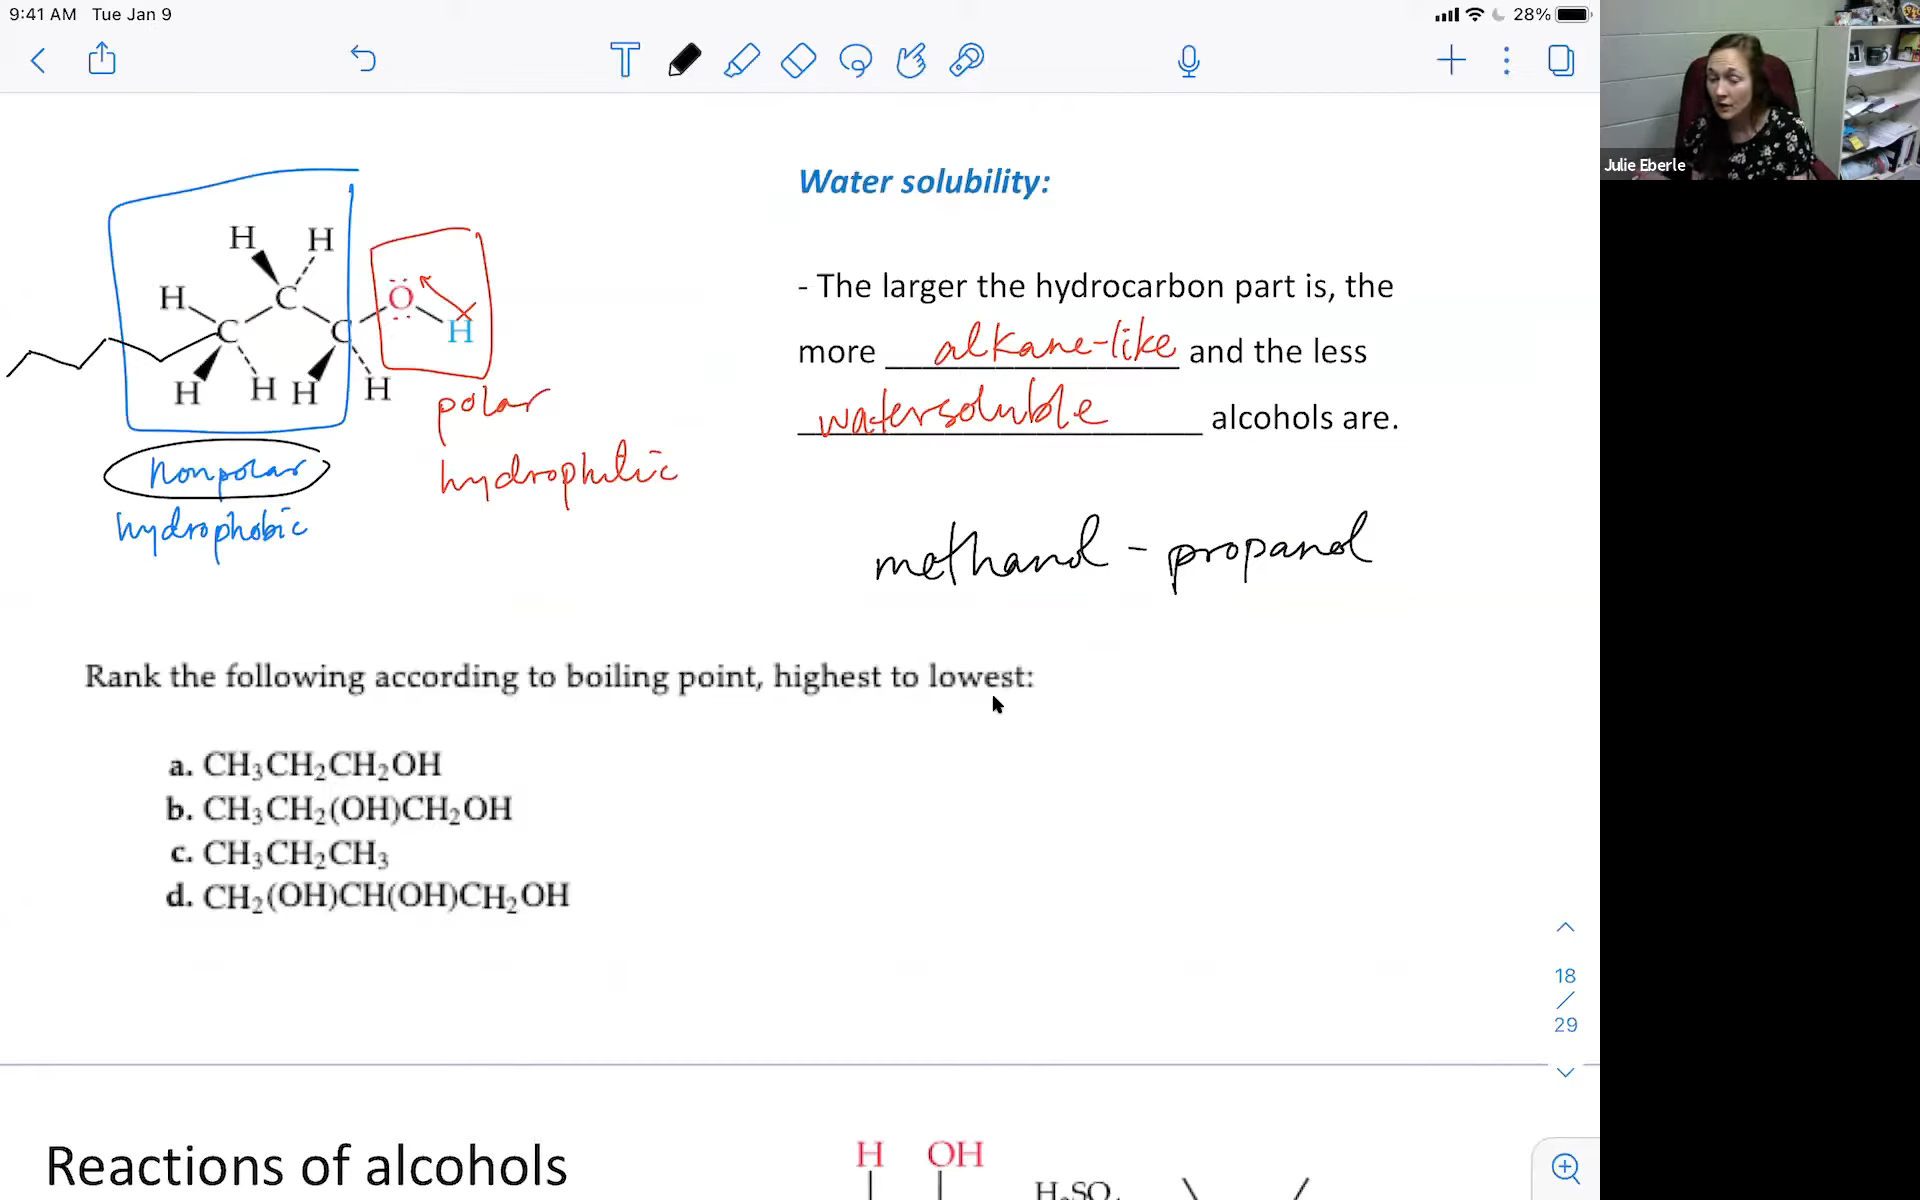 9:41 AM Tue Jan 9
28%
Julie Eberle
Water solubility:
H H
H C O
C C H
H H H H
- The larger the hydrocarbon part is, the
more alkane-like and the less
watersoluble alcohols are.
polar
hydrophilic
nonpolar
hydrophobic
methanol - propanol
Rank the following according to boiling point, highest to lowest:
a. CH₃CH₂CH₂OH
b. CH₃CH₂(OH)CH₂OH
c. CH₃CH₂CH₃
d. CH₂(OH)CH(OH)CH₂OH
18
/
29
Reactions of alcohols
H OH
H₂SO₄